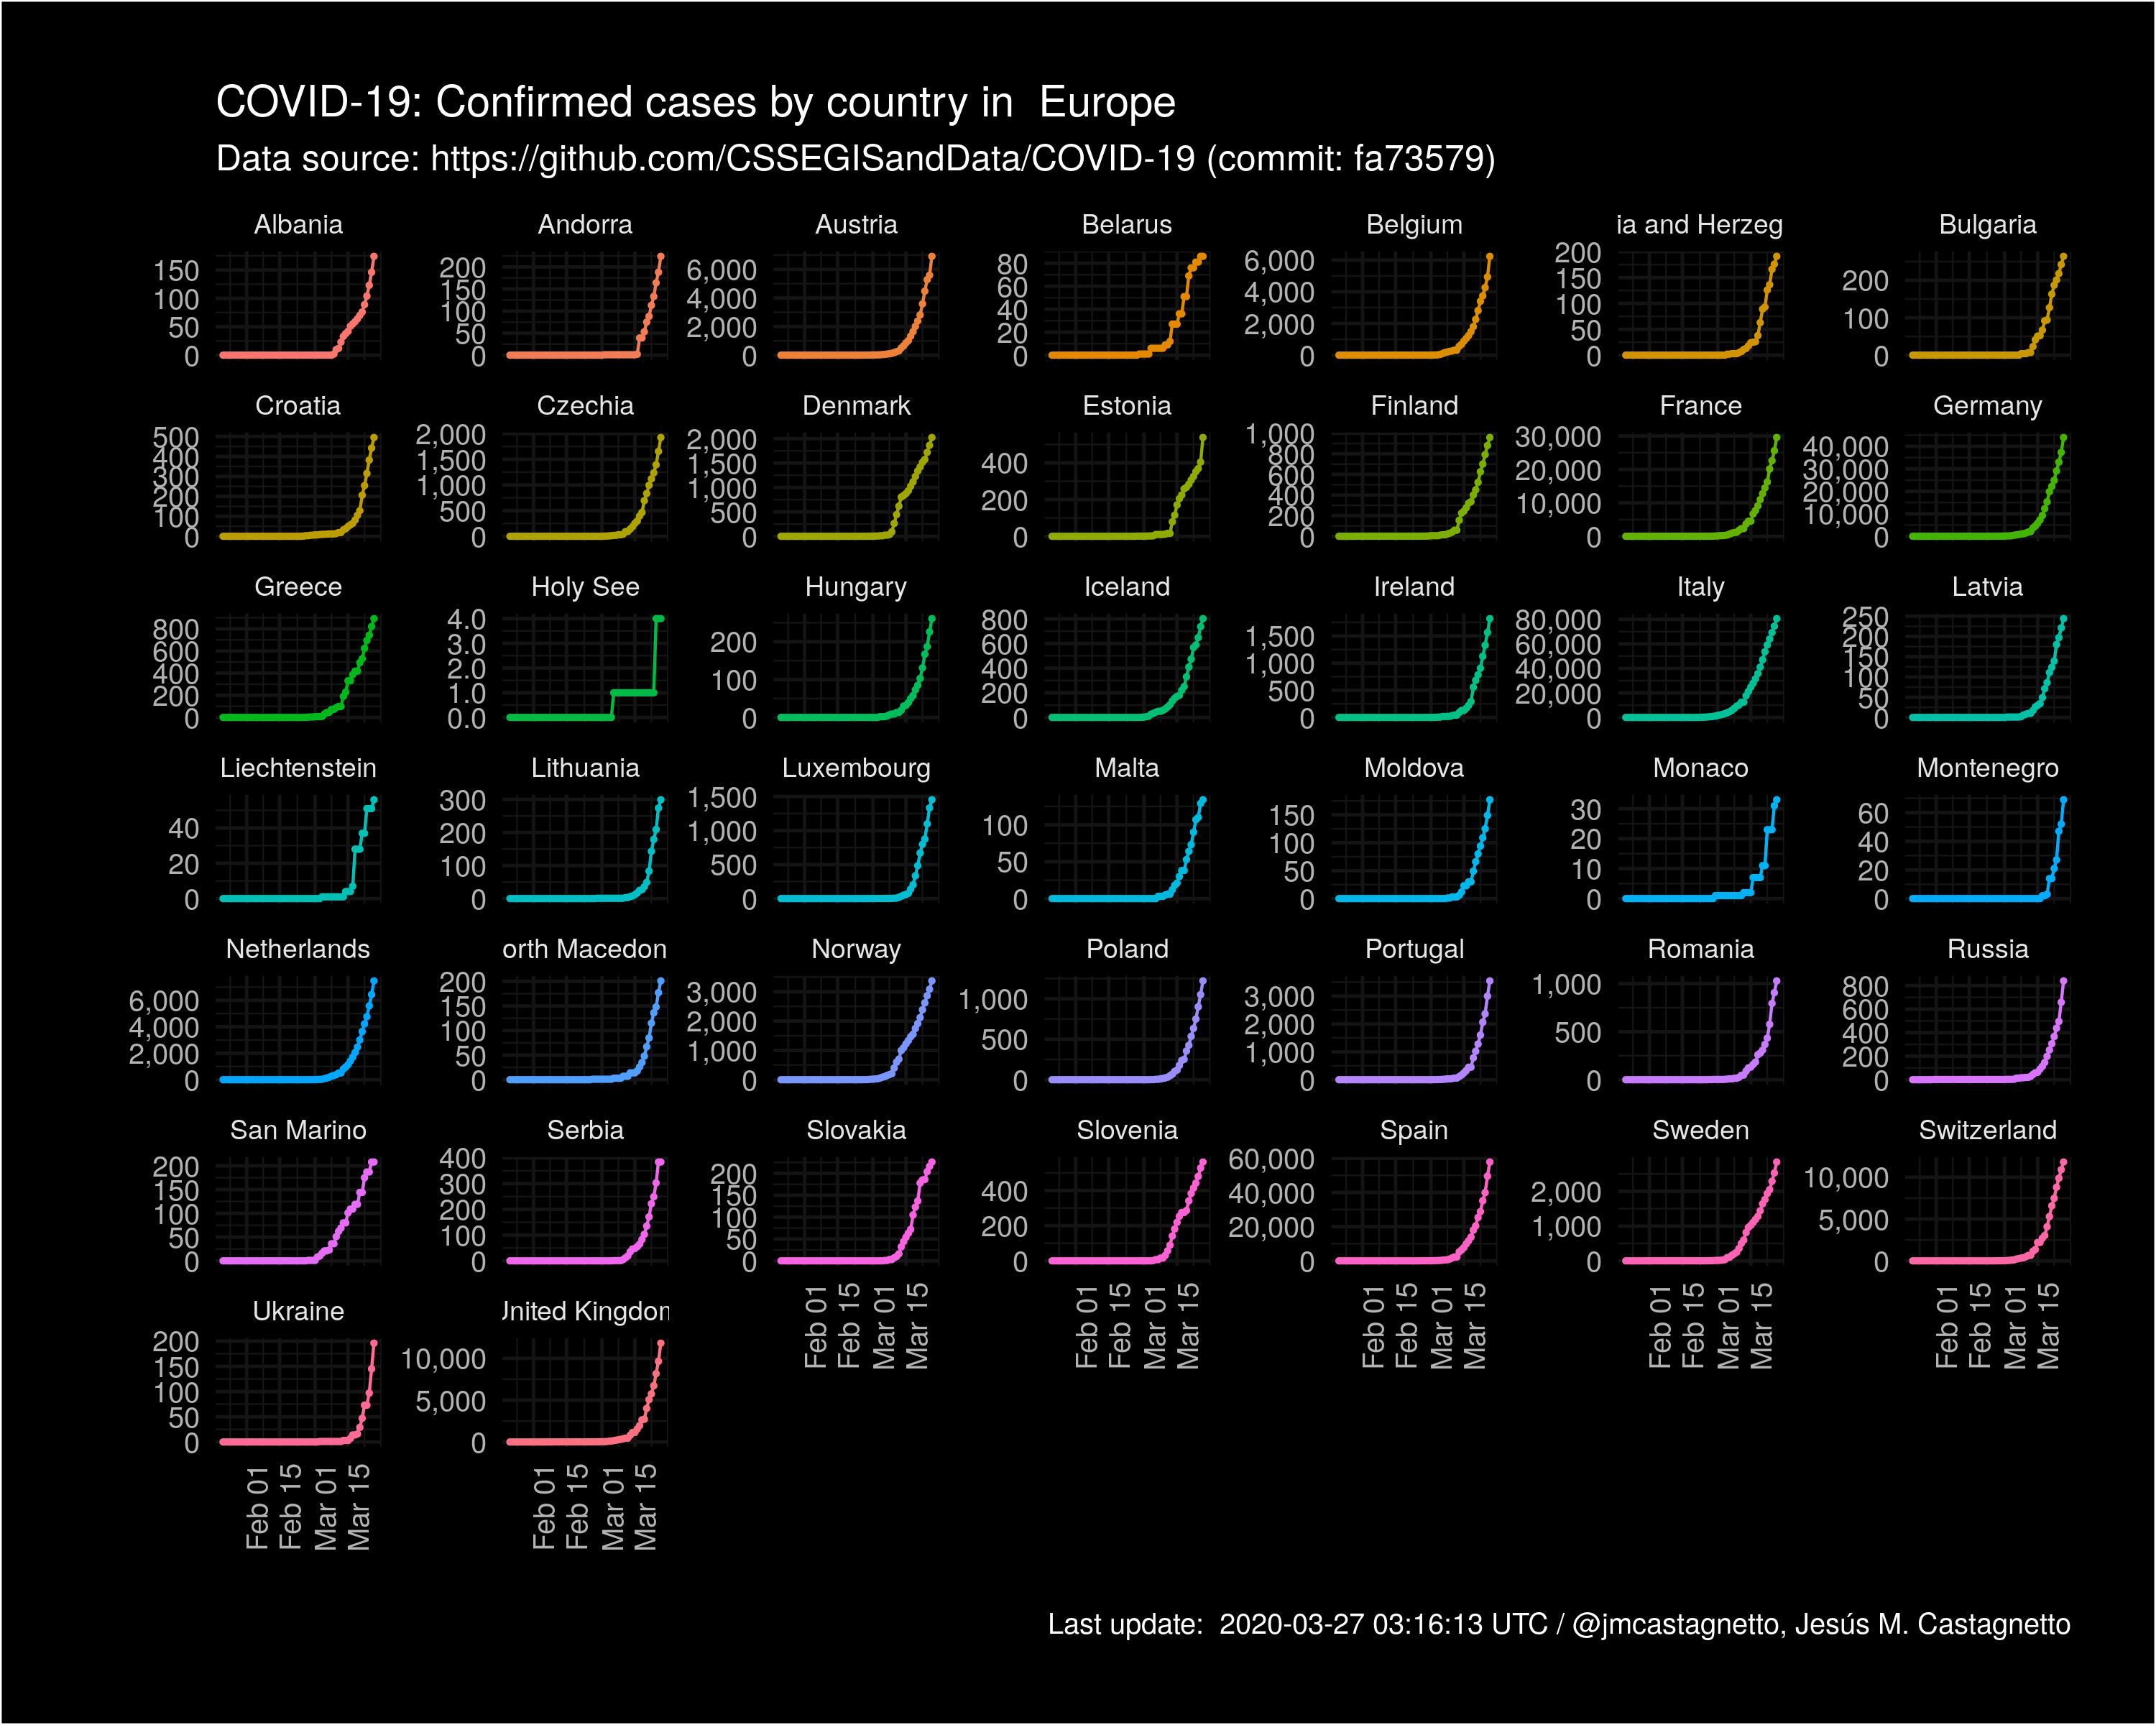 COVID-19: Confirmed cases by country in  Europe
Data source: https://github.com/CSSEGISandData/COVID-19 (commit: fa73579)
Albania
Andorra
Austria
Belarus
Belgium
ia and Herzeg
Bulgaria
150
100
50
0
200
150
100
50
0
6,000
4,000
2,000
0
80
60
40
20
0
6,000
4,000
2,000
0
200
150
100
50
0
200
100
0
Croatia
Czechia
Denmark
Estonia
Finland
France
Germany
500
400
300
200
100
0
2,000
1,500
1,000
500
0
2,000
1,500
1,000
500
0
400
200
0
1,000
800
600
400
200
0
30,000
20,000
10,000
0
40,000
30,000
20,000
10,000
0
Greece
Holy See
Hungary
Iceland
Ireland
Italy
Latvia
800
600
400
200
0
4.0
3.0
2.0
1.0
0.0
200
100
0
800
600
400
200
0
1,500
1,000
500
0
80,000
60,000
40,000
20,000
0
250
200
150
100
50
0
Liechtenstein
Lithuania
Luxembourg
Malta
Moldova
Monaco
Montenegro
40
20
0
300
200
100
0
1,500
1,000
500
0
100
50
0
150
100
50
0
30
20
10
0
60
40
20
0
Netherlands
orth Macedon
Norway
Poland
Portugal
Romania
Russia
6,000
4,000
2,000
0
200
150
100
50
0
3,000
2,000
1,000
0
1,000
500
0
3,000
2,000
1,000
0
1,000
500
0
800
600
400
200
0
San Marino
Serbia
Slovakia
Slovenia
Spain
Sweden
Switzerland
200
150
100
50
0
400
300
200
100
0
200
150
100
50
0
400
200
0
60,000
40,000
20,000
0
2,000
1,000
0
10,000
5,000
0
Feb 01
Feb 15
Mar 01
Mar 15
Feb 01
Feb 15
Mar 01
Mar 15
Feb 01
Feb 15
Mar 01
Mar 15
Feb 01
Feb 15
Mar 01
Mar 15
Feb 01
Feb 15
Mar 01
Mar 15
Ukraine
United Kingdom
200
150
100
50
0
10,000
5,000
0
Feb 01
Feb 15
Mar 01
Mar 15
Feb 01
Feb 15
Mar 01
Mar 15
Last update:  2020-03-27 03:16:13 UTC / @jmcastagnetto, Jesús M. Castagnetto